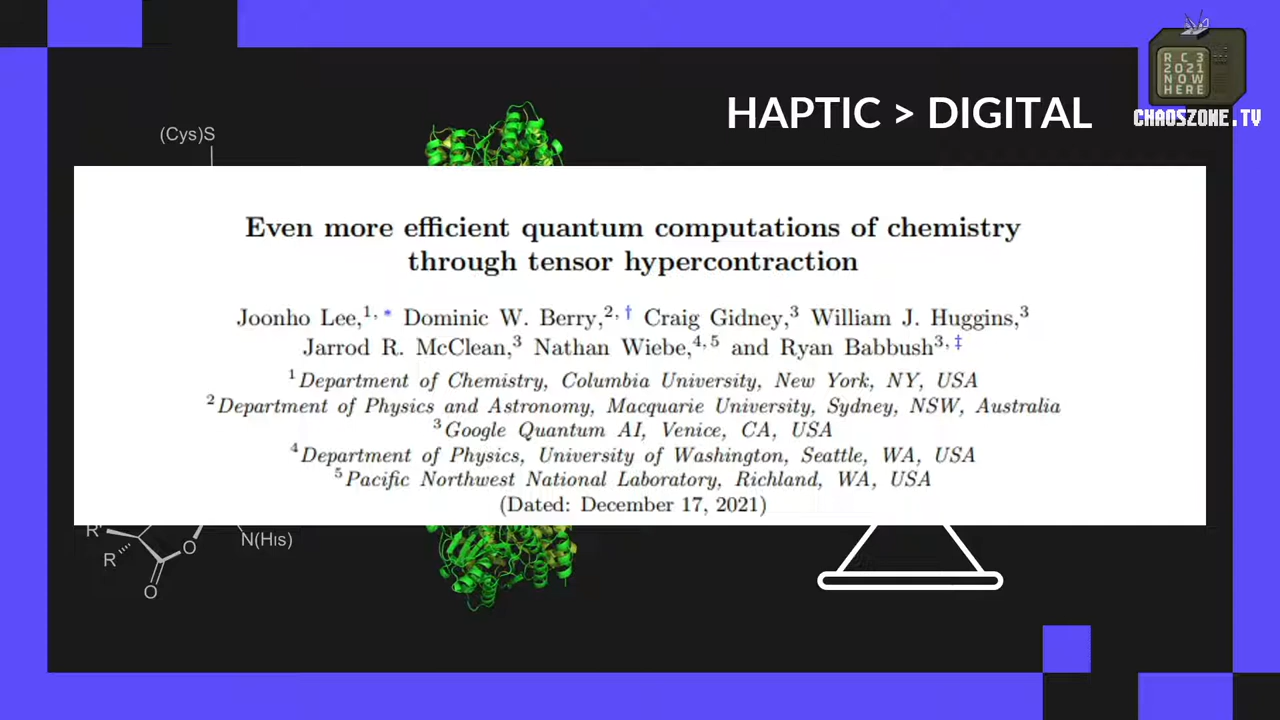 HAPTIC > DIGITAL
RC3
2021
NOW
HERE
CHAOSZONE.TV
(Cys)S
Even more efficient quantum computations of chemistry
through tensor hypercontraction
Joonho Lee,1, * Dominic W. Berry,2, † Craig Gidney,3 William J. Huggins,3
Jarrod R. McClean,3 Nathan Wiebe,4, 5 and Ryan Babbush3, ‡
1Department of Chemistry, Columbia University, New York, NY, USA
2Department of Physics and Astronomy, Macquarie University, Sydney, NSW, Australia
3Google Quantum AI, Venice, CA, USA
4Department of Physics, University of Washington, Seattle, WA, USA
5Pacific Northwest National Laboratory, Richland, WA, USA
(Dated: December 17, 2021)
R'
N(His)
O
R
O